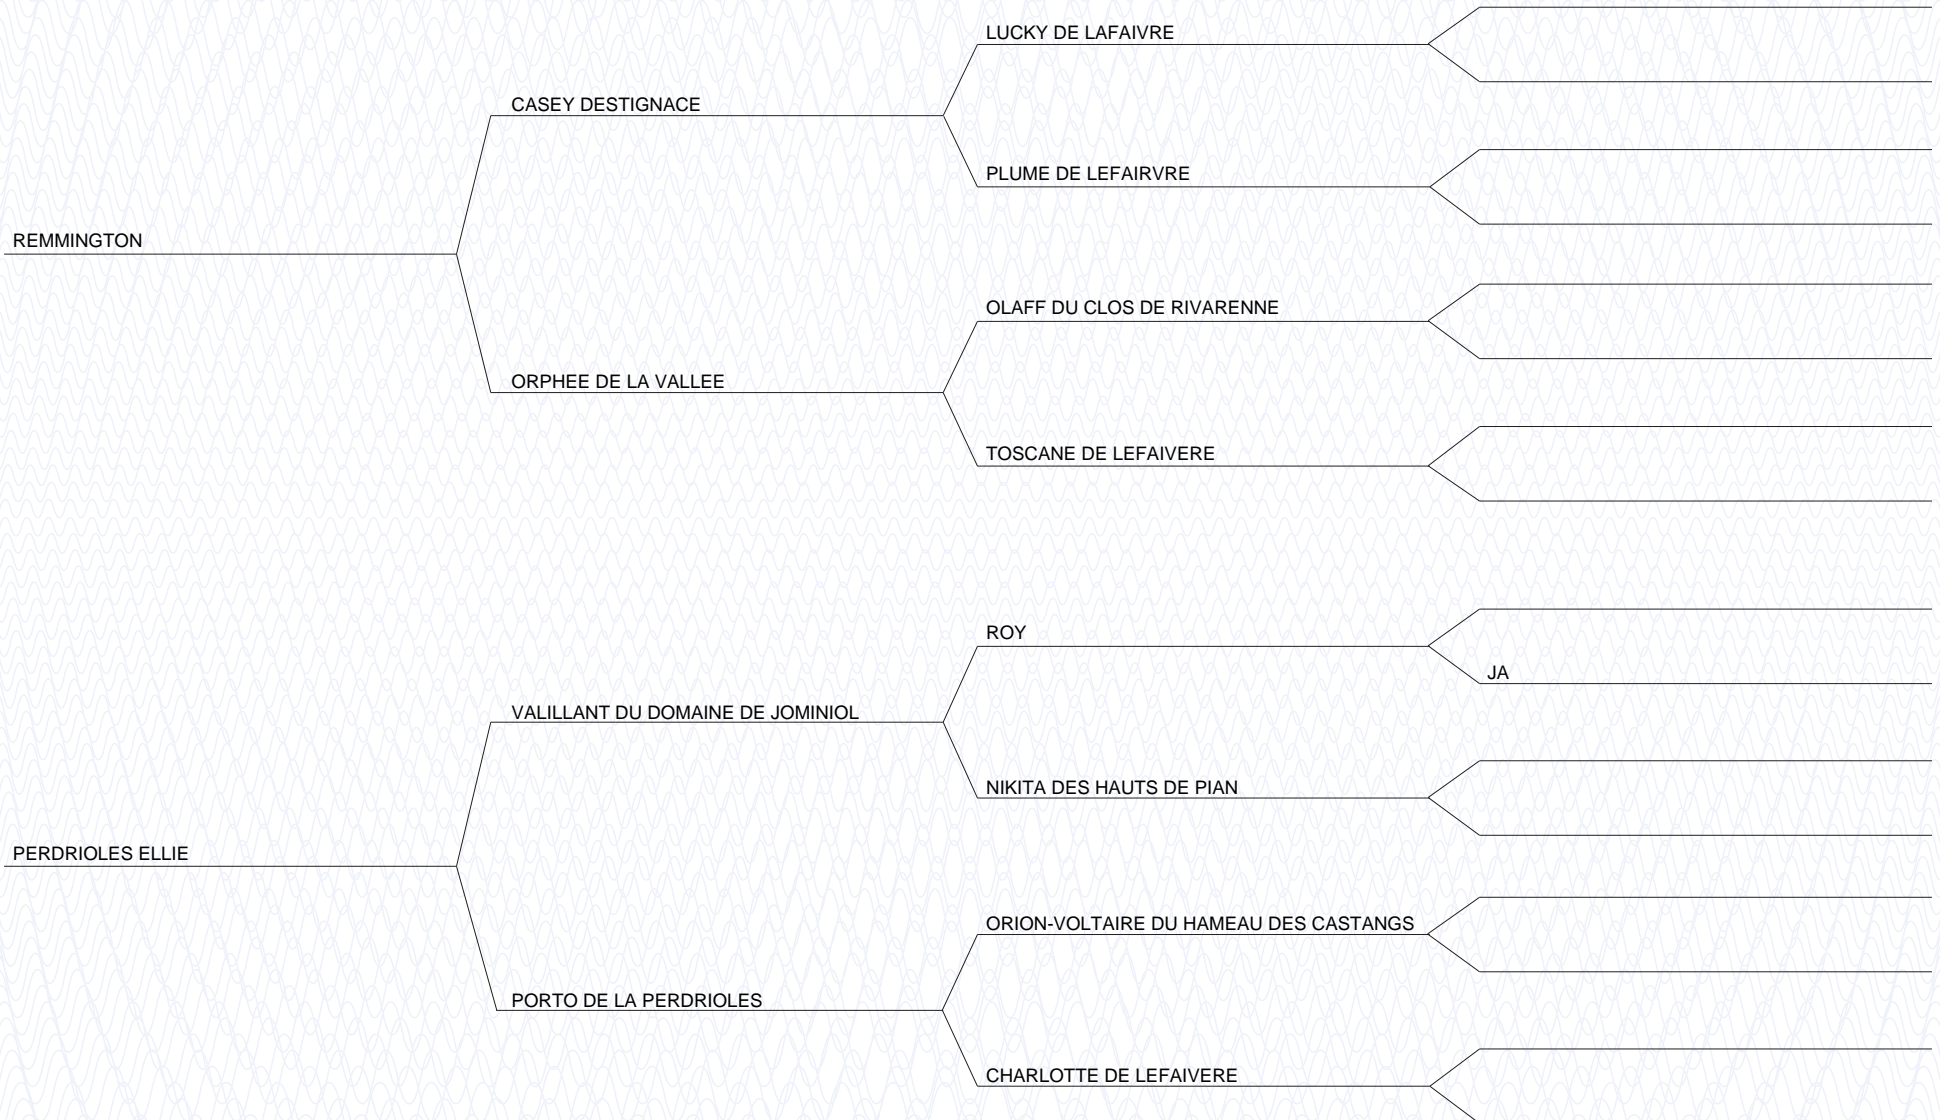 LUCKY DE LAFAIVRE
CASEY DESTIGNACE
PLUME DE LEFAIRVRE
REMMINGTON
OLAFF DU CLOS DE RIVARENNE
ORPHEE DE LA VALLEE
TOSCANE DE LEFAIVERE
ROY
JA
VALILLANT DU DOMAINE DE JOMINIOL
NIKITA DES HAUTS DE PIAN
PERDRIOLES ELLIE
ORION-VOLTAIRE DU HAMEAU DES CASTANGS
PORTO DE LA PERDRIOLES
CHARLOTTE DE LEFAIVERE